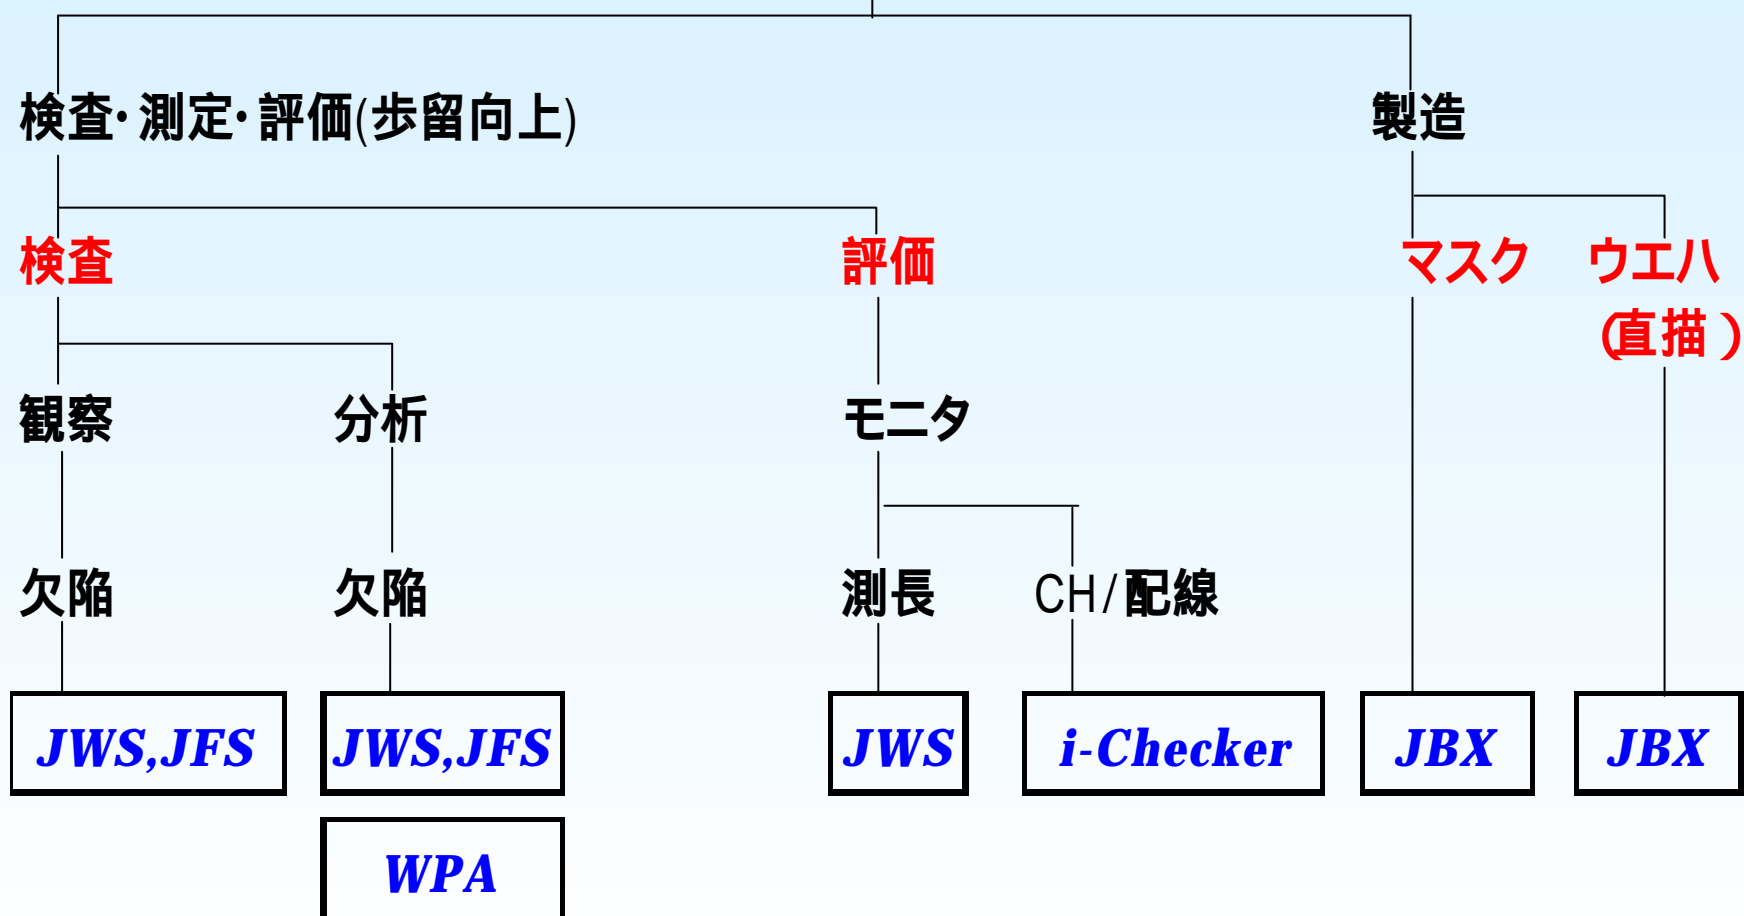 検査・測定・評価(歩留向上)
製造
検査
評価
マスク
ウエハ
(直描)
観察
分析
モニタ
欠陥
欠陥
測長
CH/配線
JWS,JFS
JWS,JFS
JWS
i-Checker
JBX
JBX
WPA